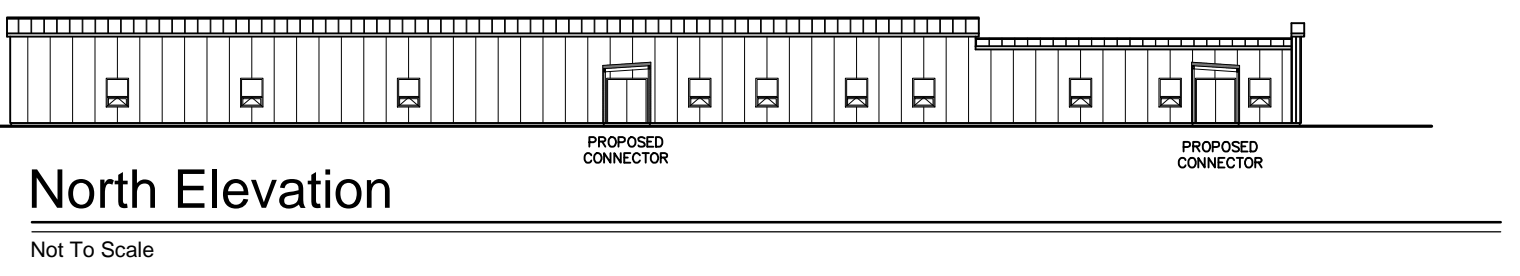 PROPOSED
CONNECTOR
PROPOSED
CONNECTOR
North Elevation
Not To Scale